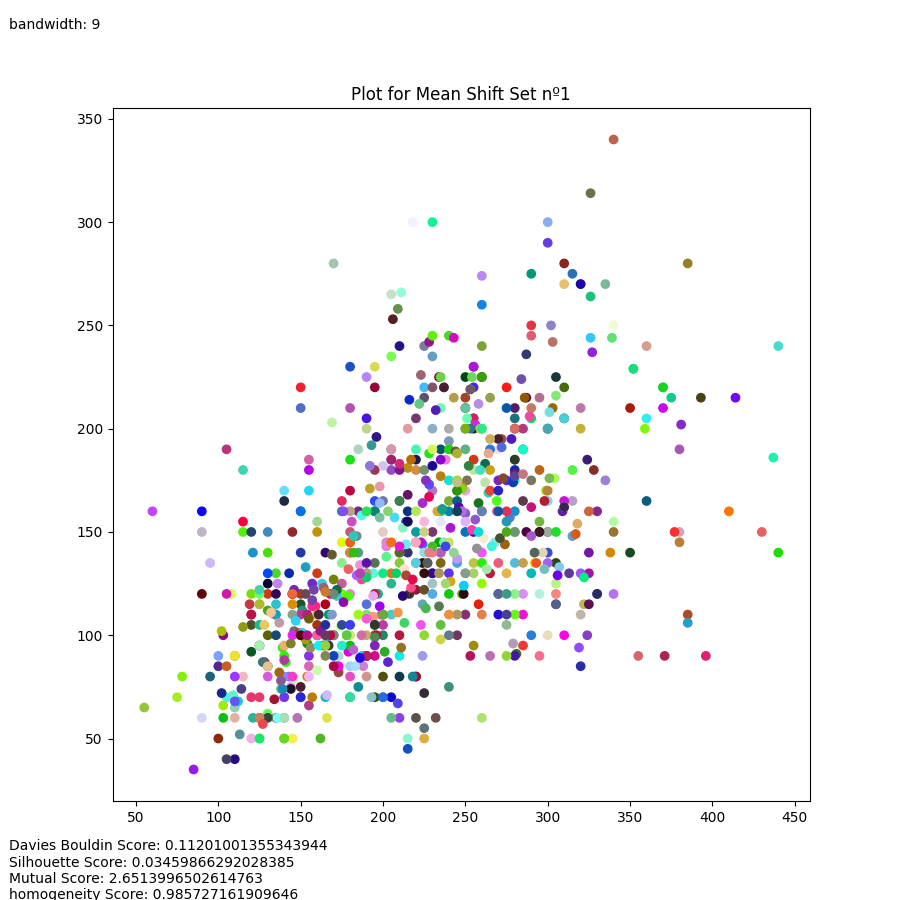 bandwidth: 9
Plot for Mean Shift Set nº1
350
300
250
200
150
100
50
50 100 150 200 250 300 350 400 450
Davies Bouldin Score: 0.11201001355343944
Silhouette Score: 0.03459866292028385
Mutual Score: 2.6513996502614763
homogeneity Score: 0.985727161909646